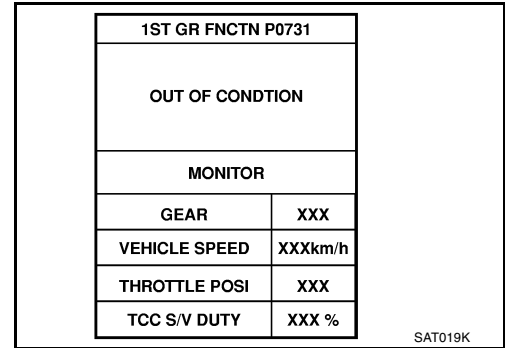 1ST GR FNCTN P0731
OUT OF CONDTION
MONITOR
GEAR XXX
VEHICLE SPEED XXXkm/h
THROTTLE POSI XXX
TCC S/V DUTY XXX %
SAT019K